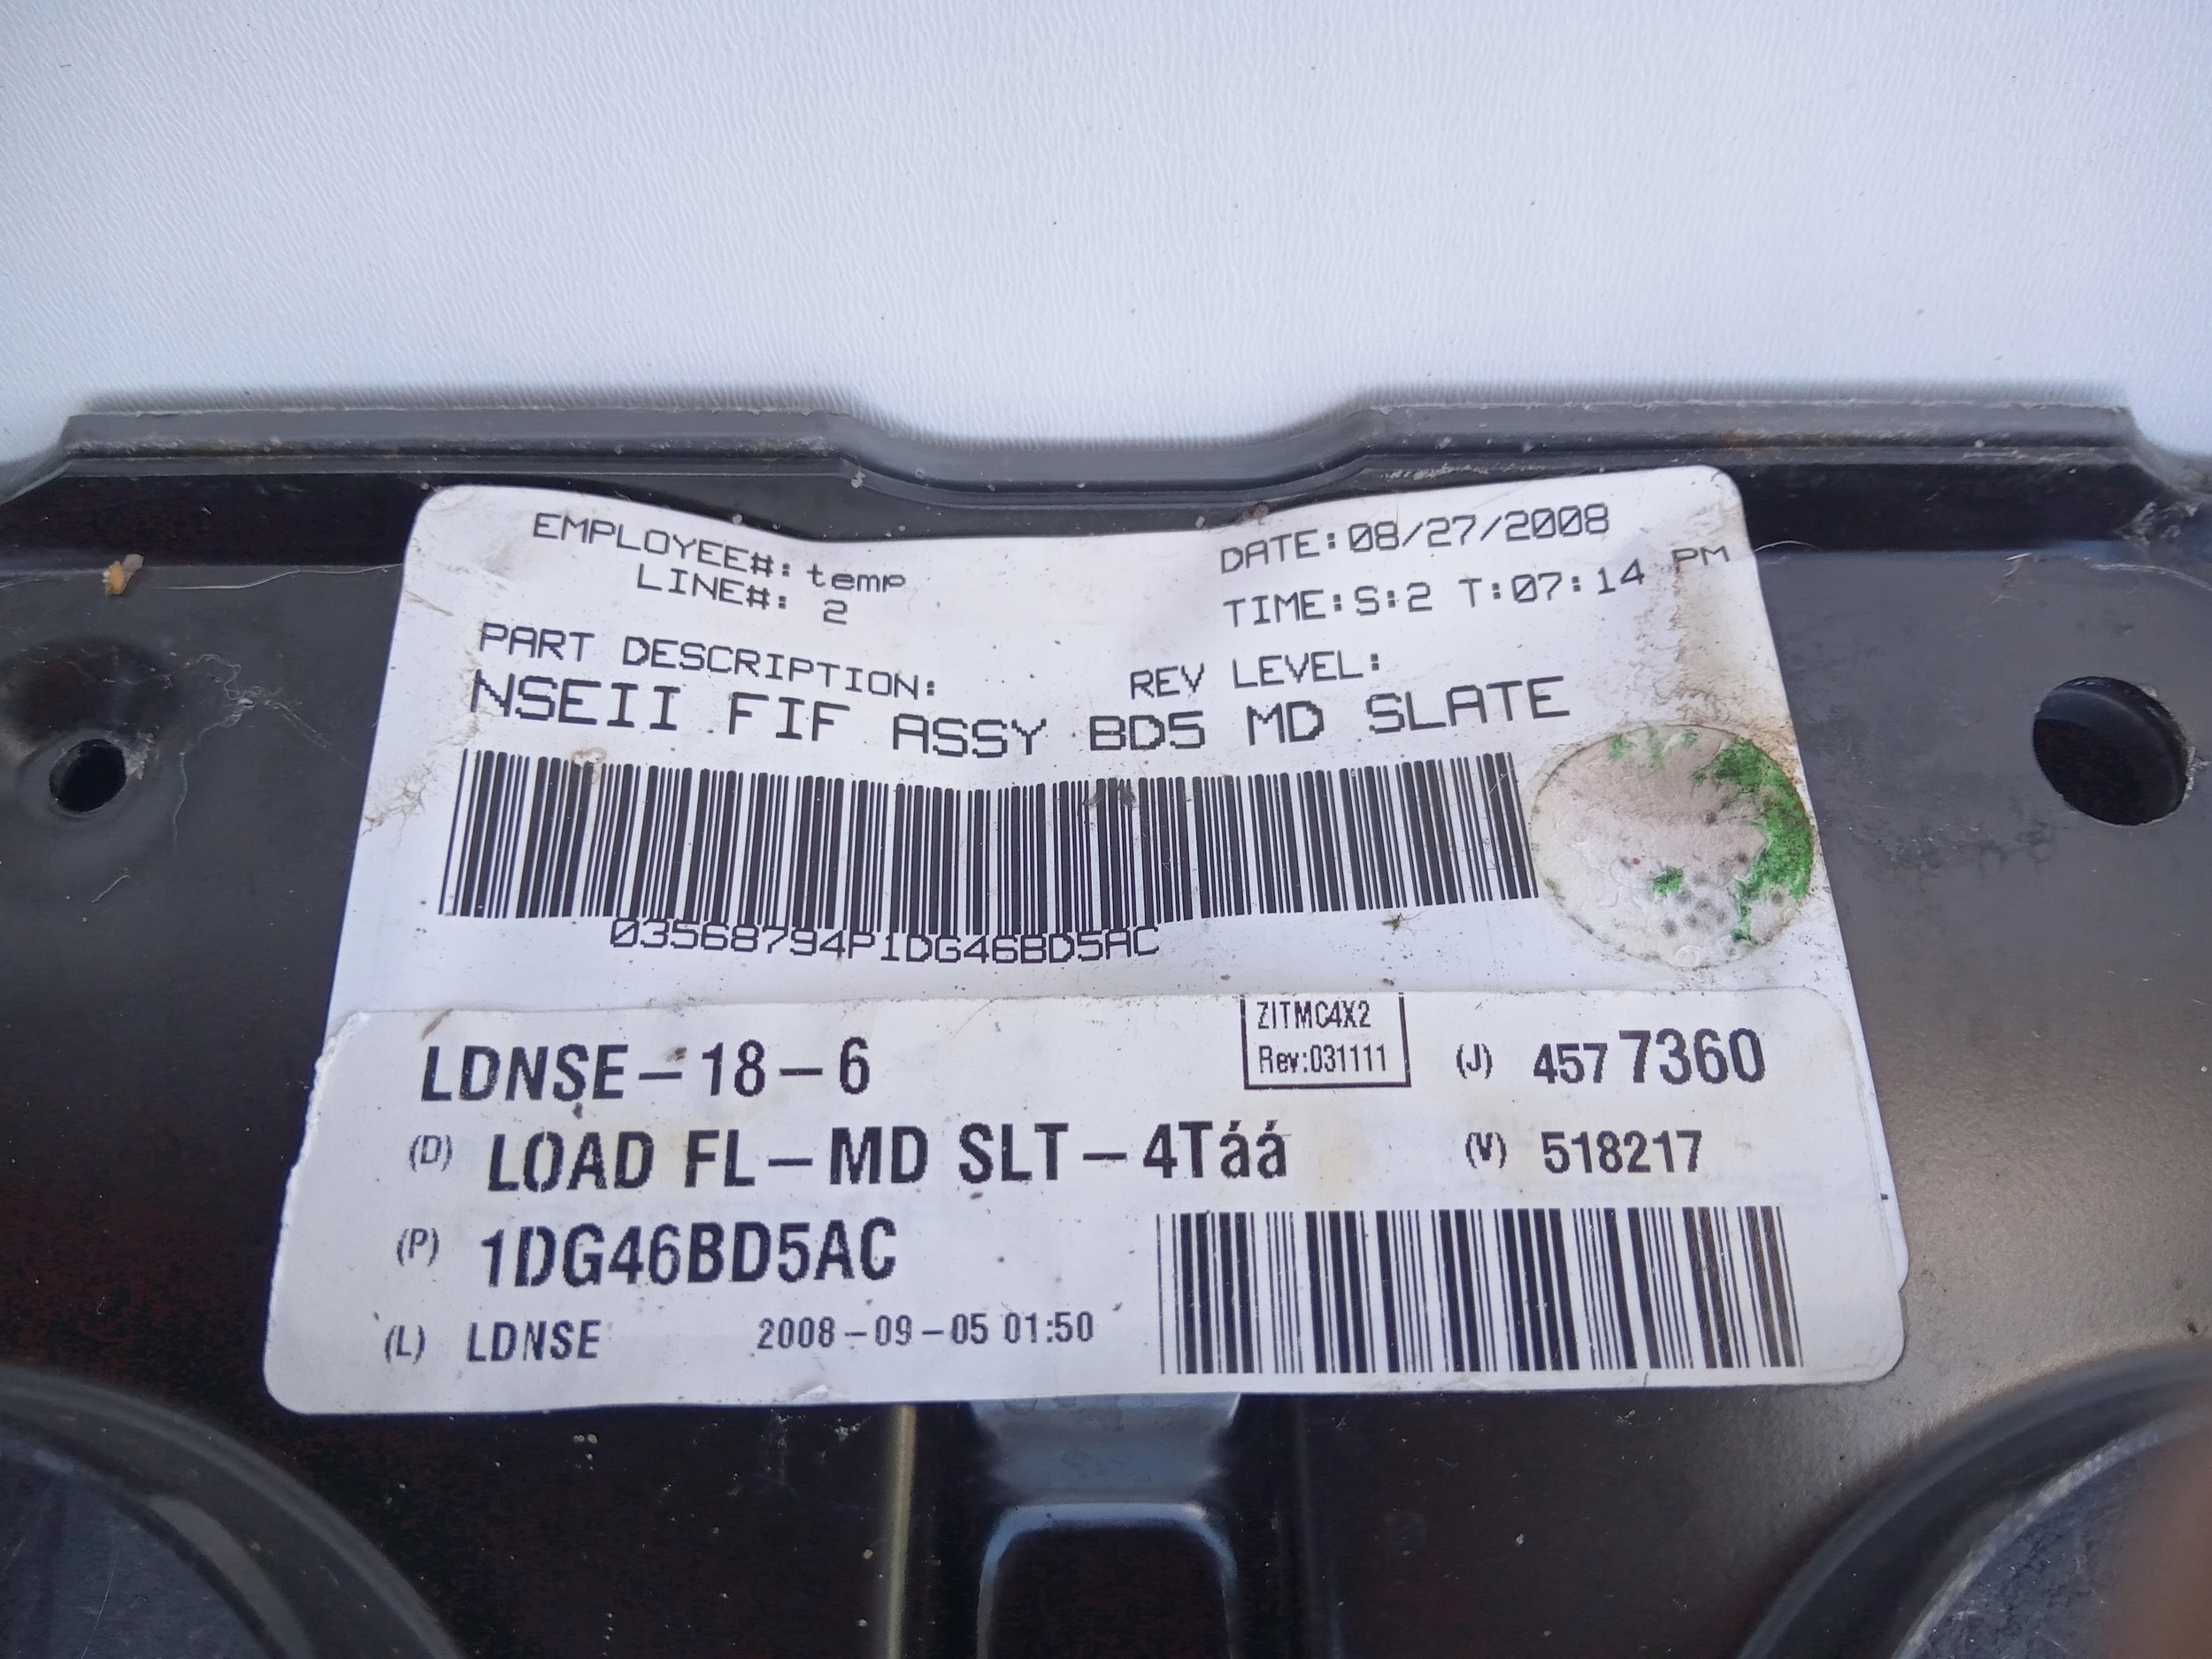 EMPLOYEE#: temp
LINE#: 2
DATE:08/27/2008
TIME:S:2 T:07:14 PM
PART DESCRIPTION:
REV LEVEL:
NSEII FIF ASSY BD5 MD SLATE
03568794P1DG46BD5AC
LDNSE-18-6
ZITMC4X2
Rev:031111
(J) 4577360
(D) LOAD FL-MD SLT-4Táá
(V) 518217
(P) 1DG46BD5AC
(L) LDNSE 2008-09-05 01:50